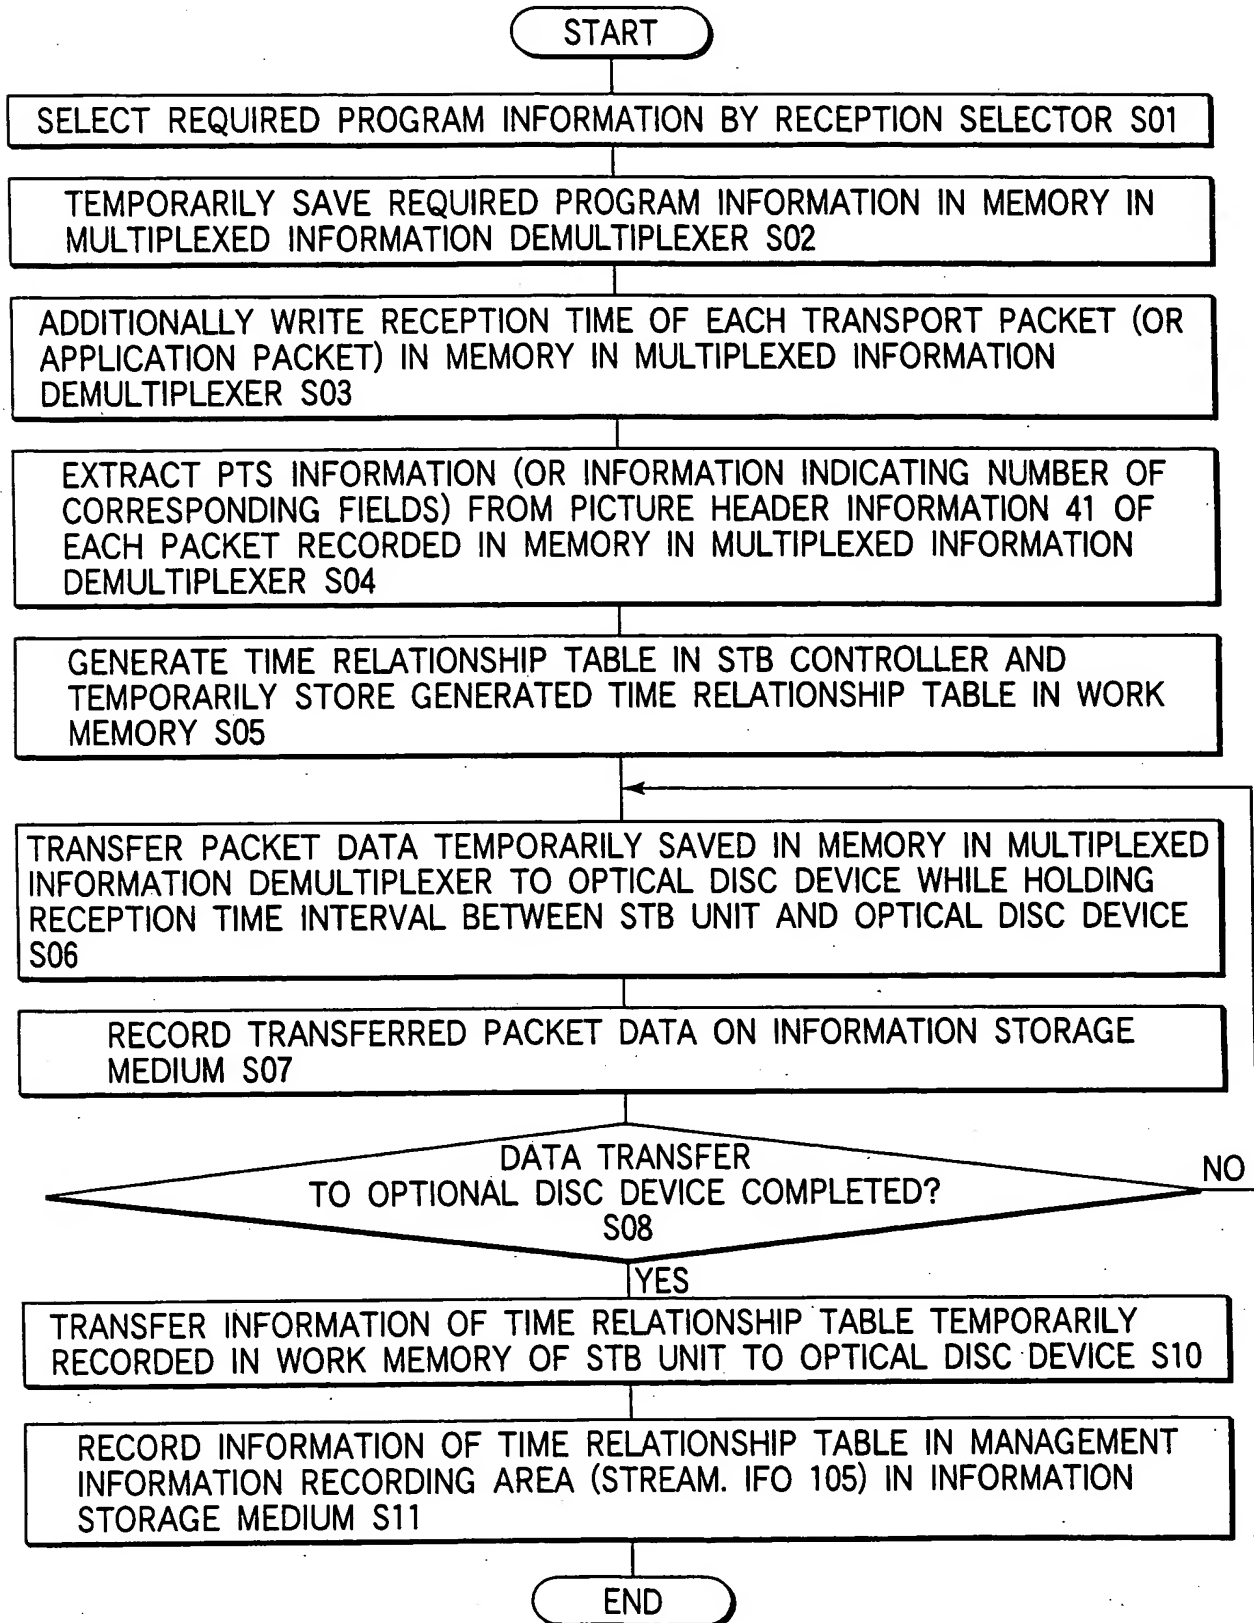 START
SELECT REQUIRED PROGRAM INFORMATION BY RECEPTION SELECTOR S01
TEMPORARILY SAVE REQUIRED PROGRAM INFORMATION IN MEMORY IN
MULTIPLEXED INFORMATION DEMULTIPLEXER S02
ADDITIONALLY WRITE RECEPTION TIME OF EACH TRANSPORT PACKET (OR
APPLICATION PACKET) IN MEMORY IN MULTIPLEXED INFORMATION
DEMULTIPLEXER S03
EXTRACT PTS INFORMATION (OR INFORMATION INDICATING NUMBER OF
CORRESPONDING FIELDS) FROM PICTURE HEADER INFORMATION 41 OF
EACH PACKET RECORDED IN MEMORY IN MULTIPLEXED INFORMATION
DEMULTIPLEXER S04
GENERATE TIME RELATIONSHIP TABLE IN STB CONTROLLER AND
TEMPORARILY STORE GENERATED TIME RELATIONSHIP TABLE IN WORK
MEMORY S05
TRANSFER PACKET DATA TEMPORARILY SAVED IN MEMORY IN MULTIPLEXED
INFORMATION DEMULTIPLEXER TO OPTICAL DISC DEVICE WHILE HOLDING
RECEPTION TIME INTERVAL BETWEEN STB UNIT AND OPTICAL DISC DEVICE
S06
RECORD TRANSFERRED PACKET DATA ON INFORMATION STORAGE
MEDIUM S07
DATA TRANSFER
TO OPTIONAL DISC DEVICE COMPLETED?
S08
NO
YES
TRANSFER INFORMATION OF TIME RELATIONSHIP TABLE TEMPORARILY
RECORDED IN WORK MEMORY OF STB UNIT TO OPTICAL DISC DEVICE S10
RECORD INFORMATION OF TIME RELATIONSHIP TABLE IN MANAGEMENT
INFORMATION RECORDING AREA (STREAM. IFO 105) IN INFORMATION
STORAGE MEDIUM S11
END